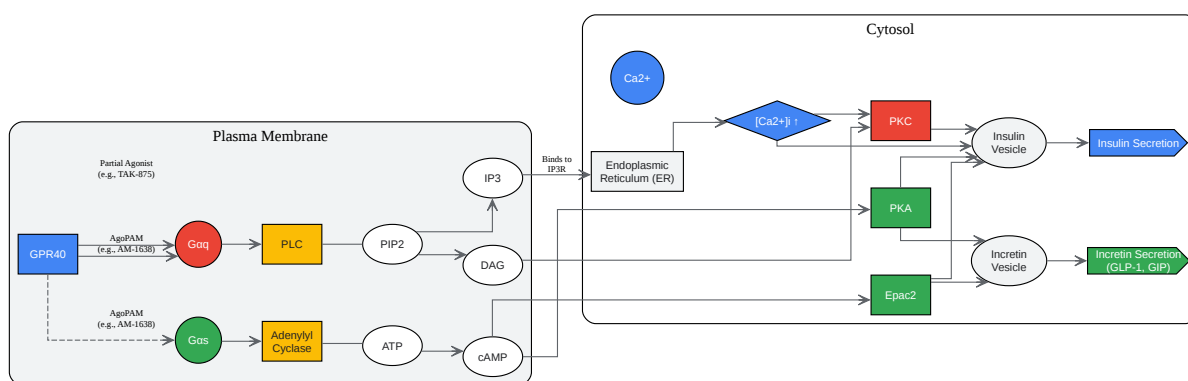 Cytosol
Ca2+
Plasma Membrane
[Ca2+]i ↑
PKC
Insulin
Vesicle
Insulin Secretion
Partial Agonist
(e.g., TAK-875)
IP3
Binds to
IP3R
Endoplasmic
Reticulum (ER)
PKA
GPR40
AgoPAM
(e.g., AM-1638)
Gαq
PLC
PIP2
DAG
Incretin
Vesicle
Incretin Secretion
(GLP-1, GIP)
Epac2
AgoPAM
(e.g., AM-1638)
Gαs
Adenylyl
Cyclase
ATP
cAMP